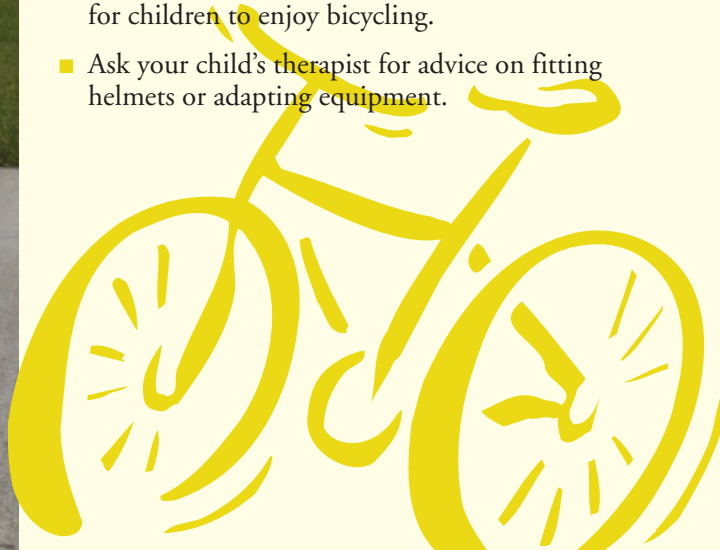 for children to enjoy bicycling.
Ask your child's therapist for advice on fitting
helmets or adapting equipment.